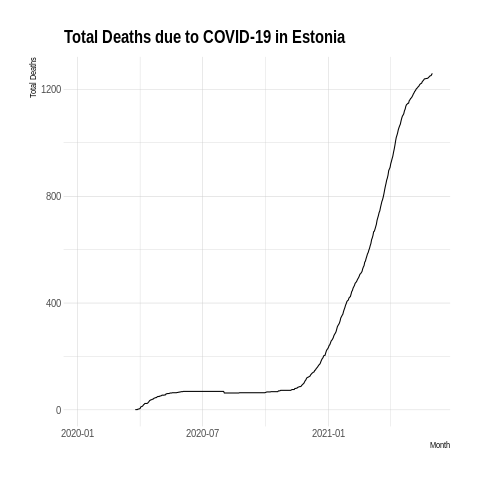 Total Deaths due to COVID-19 in Estonia
Total Deaths
1200
800
400
0
2020-01
2020-07
2021-01
Month